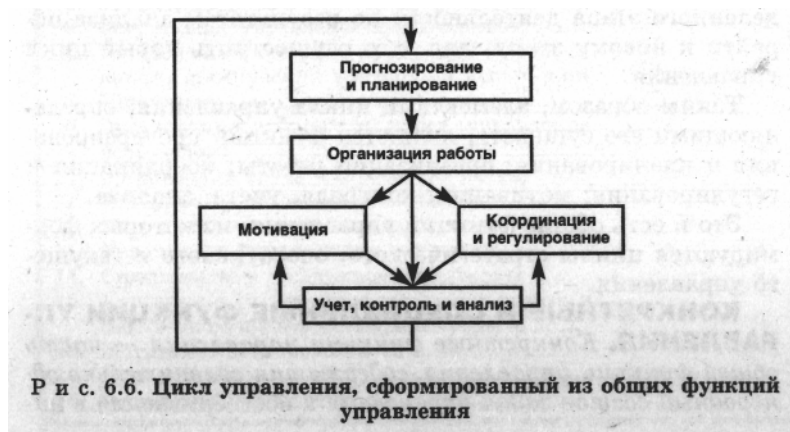 Прогнозирование
и планирование
Организация работы
Мотивация
Координация
и регулирование
Учет, контроль и анализ
Р и с. 6.6. Цикл управления, сформированный из общих функций
управления